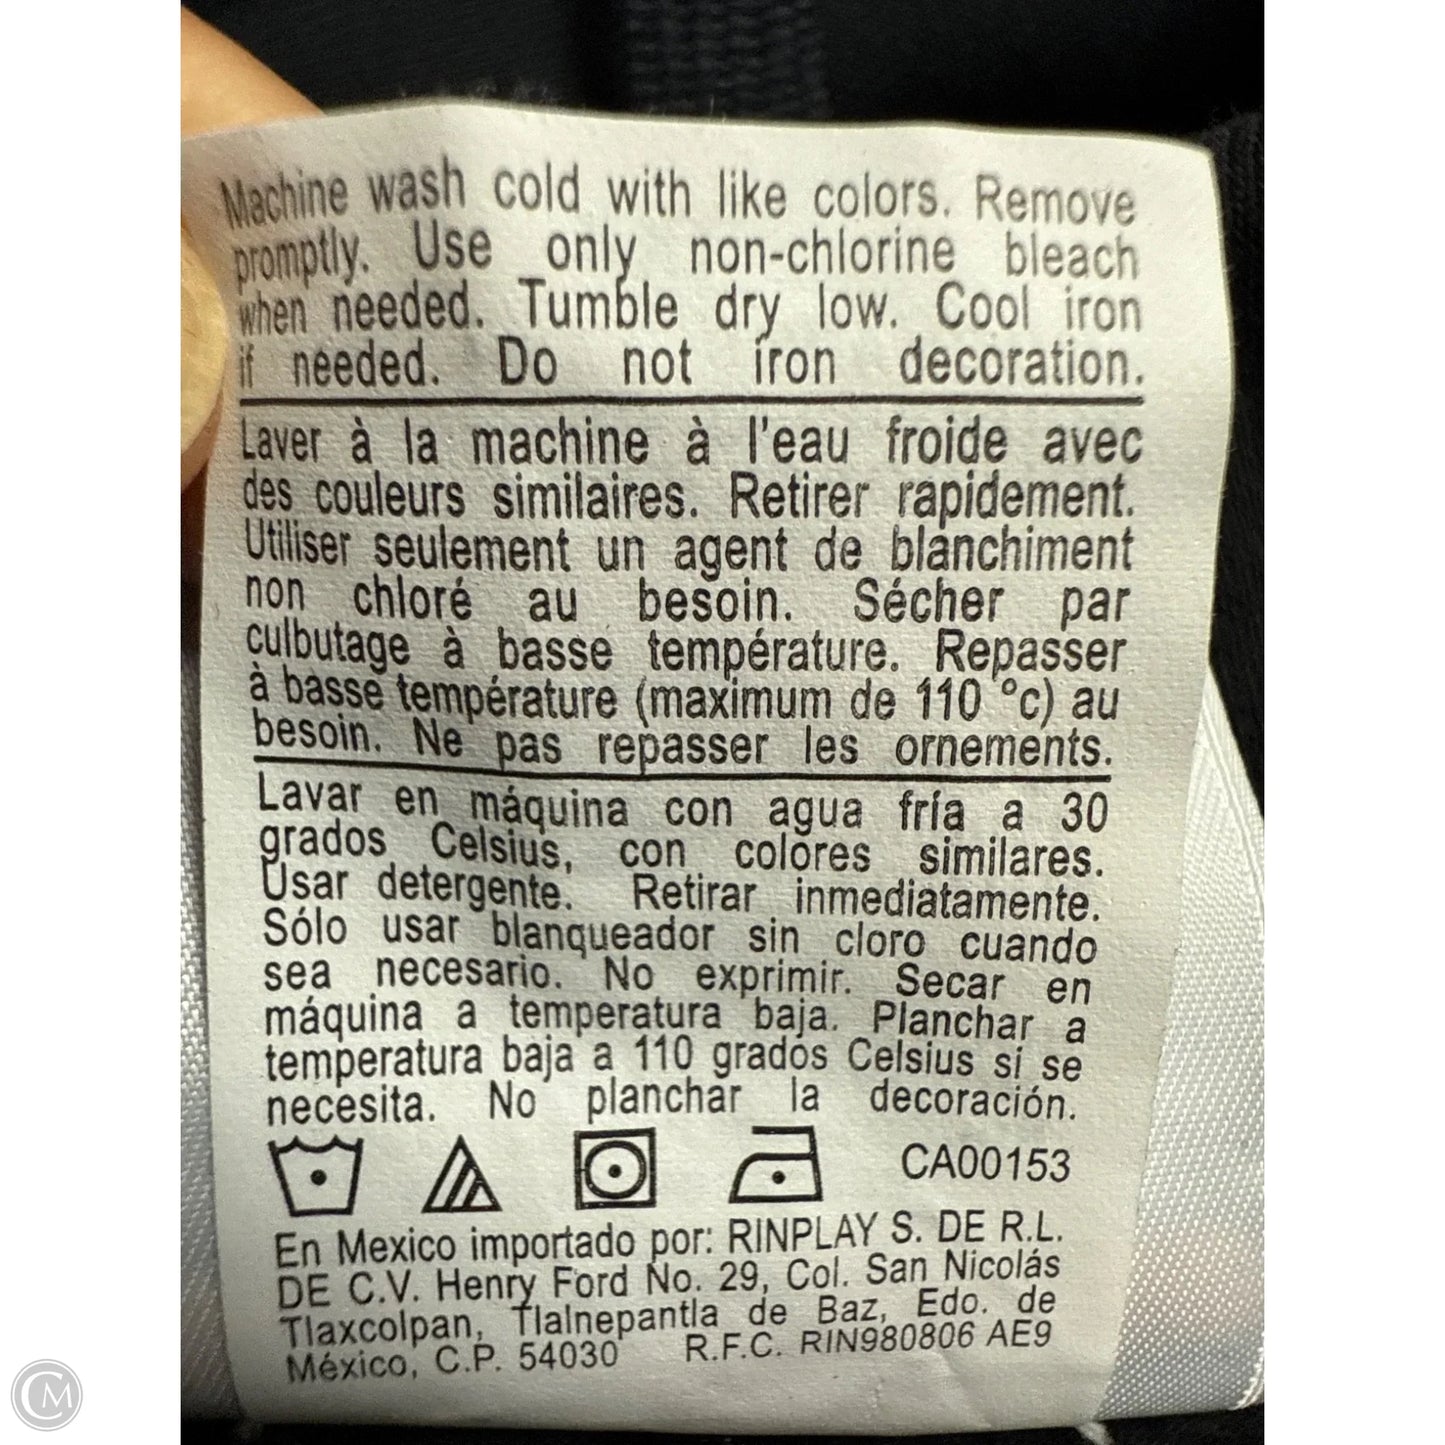 Machine wash cold with like colors. Remove
promptly. Use only non-chlorine bleach
when needed. Tumble dry low. Cool iron
if needed. Do not iron decoration.
Laver à la machine à l'eau froide avec
des couleurs similaires. Retirer rapidement.
Utiliser seulement un agent de blanchiment
non chloré au besoin. Sécher par
culbutage à basse température. Repasser
à basse température (maximum de 110 °c) au
besoin. Ne pas repasser les ornements.
Lavar en máquina con agua fría a 30
grados Celsius, con colores similares.
Usar detergente. Retirar inmediatamente.
Sólo usar blanqueador sin cloro cuando
sea necesario. No exprimir. Secar en
máquina a temperatura baja. Planchar a
temperatura baja a 110 grados Celsius si se
necesita. No planchar la decoración.
CA00153
En Mexico importado por: RINPLAY S. DE R.L.
DE C.V. Henry Ford No. 29, Col. San Nicolás
Tlaxcolpan, Tlalnepantla de Baz, Edo. de
México, C.P. 54030 R.F.C. RIN980806 AE9
CM